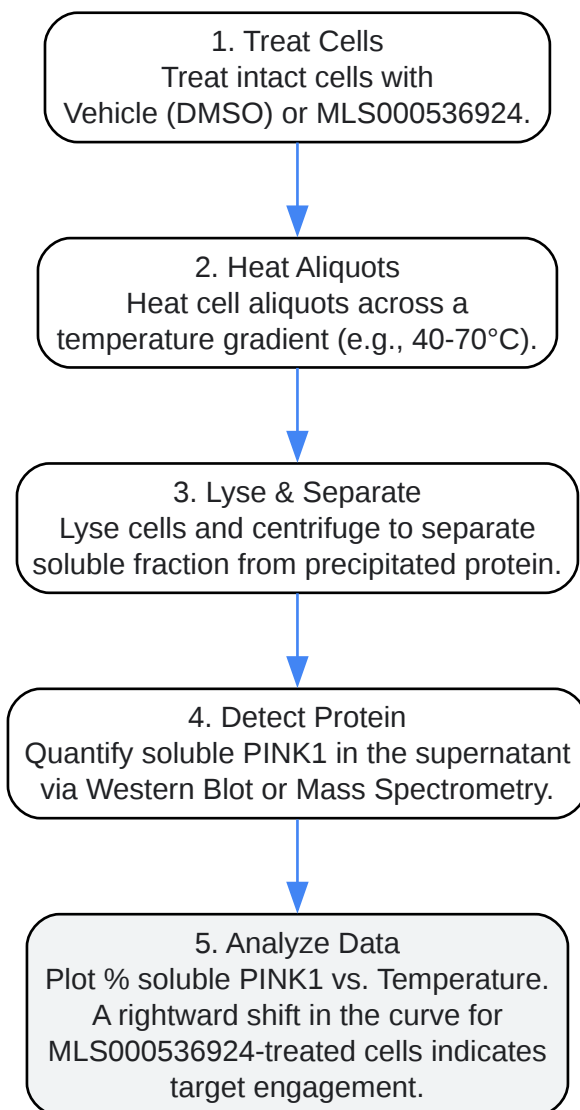 1. Treat Cells
Treat intact cells with
Vehicle (DMSO) or MLS000536924.
2. Heat Aliquots
Heat cell aliquots across a
temperature gradient (e.g., 40-70°C).
3. Lyse & Separate
Lyse cells and centrifuge to separate
soluble fraction from precipitated protein.
4. Detect Protein
Quantify soluble PINK1 in the supernatant
via Western Blot or Mass Spectrometry.
5. Analyze Data
Plot % soluble PINK1 vs. Temperature.
A rightward shift in the curve for
MLS000536924-treated cells indicates
target engagement.